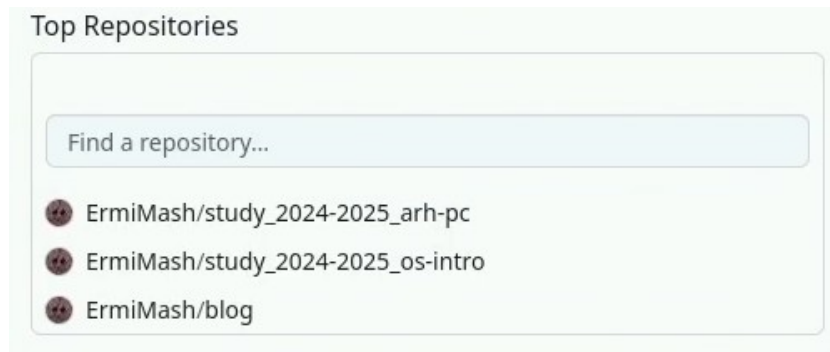 Top Repositories
Find a repository...
ErmiMash/study_2024-2025_arh-pc
ErmiMash/study_2024-2025_os-intro
ErmiMash/blog